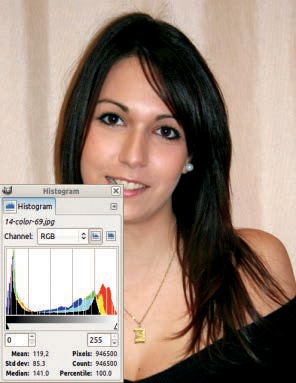 Histogram
Histogram
14-color-69.jpg
Channel: RGB
0 255
Mean: 119,2 Pixels: 946500
Std dev: 85.3 Count: 946500
Median: 141.0 Percentile: 100.0